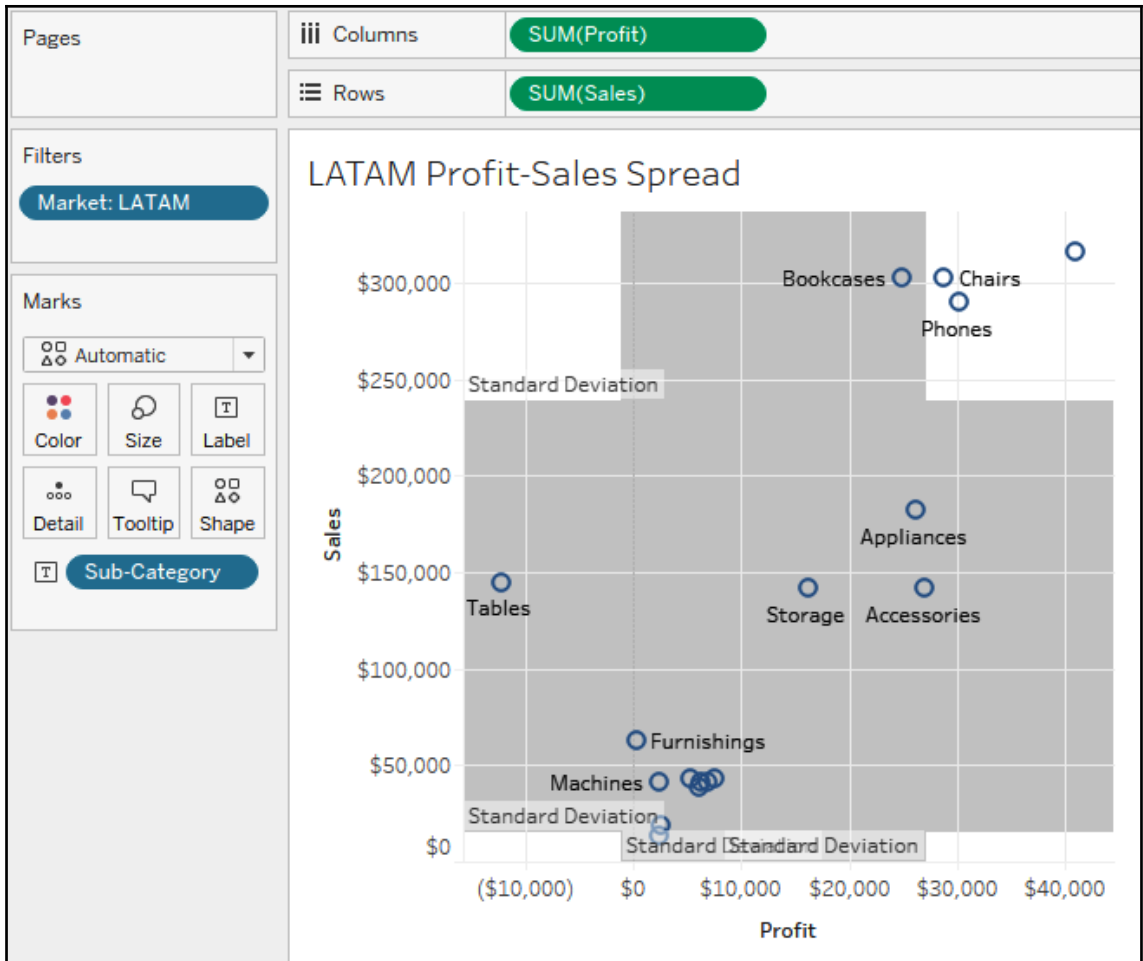 Pages
Columns
SUM(Profit)
Rows
SUM(Sales)
Filters
Market: LATAM
Marks
Automatic
Color
Size
Label
Detail
Tooltip
Shape
Sub-Category
LATAM Profit-Sales Spread
$300,000
$250,000
$200,000
$150,000
$100,000
$50,000
$0
Sales
Bookcases
Chairs
Phones
Standard Deviation
Appliances
Tables
Storage
Accessories
Furnishings
Machines
Standard Deviation
Standard
Standard Deviation
($10,000)
$0
$10,000
$20,000
$30,000
$40,000
Profit